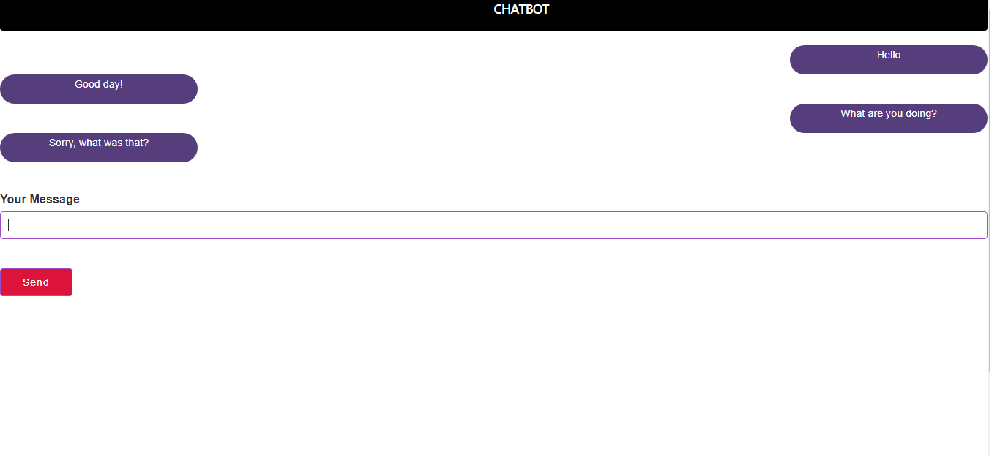 CHATBOT
Hello
Good day!
What are you doing?
Sorry, what was that?
Your Message
Send